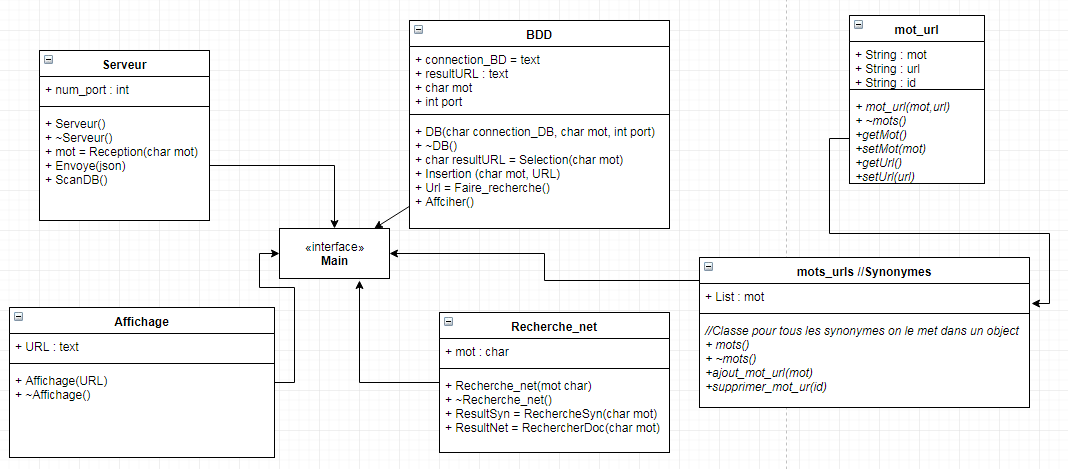 Serveur
+ num_port : int
+ Serveur()
+ ~Serveur()
+ mot = Reception(char mot)
+ Envoye(json)
+ ScanDB()
BDD
+ connection_BD = text
+ resultURL : text
+ char mot
+ int port
+ DB(char connection_DB, char mot, int port)
+ ~DB()
+ char resultURL = Selection(char mot)
+ Insertion (char mot, URL)
+ Url = Faire_recherche()
+ Affciher()
mot_url
+ String : mot
+ String : url
+ String : id
+ mot_url(mot,url)
+ ~mots()
+getMot()
+setMot(mot)
+getUrl()
+setUrl(url)
«interface»
Main
mots_urls //Synonymes
+ List : mot
//Classe pour tous les synonymes on le met dans un object
+ mots()
+ ~mots()
+ajout_mot_url(mot)
+supprimer_mot_ur(id)
Affichage
+ URL : text
+ Affichage(URL)
+ ~Affichage()
Recherche_net
+ mot : char
+ Recherche_net(mot char)
+ ~Recherche_net()
+ ResultSyn = RechercheSyn(char mot)
+ ResultNet = RechercherDoc(char mot)